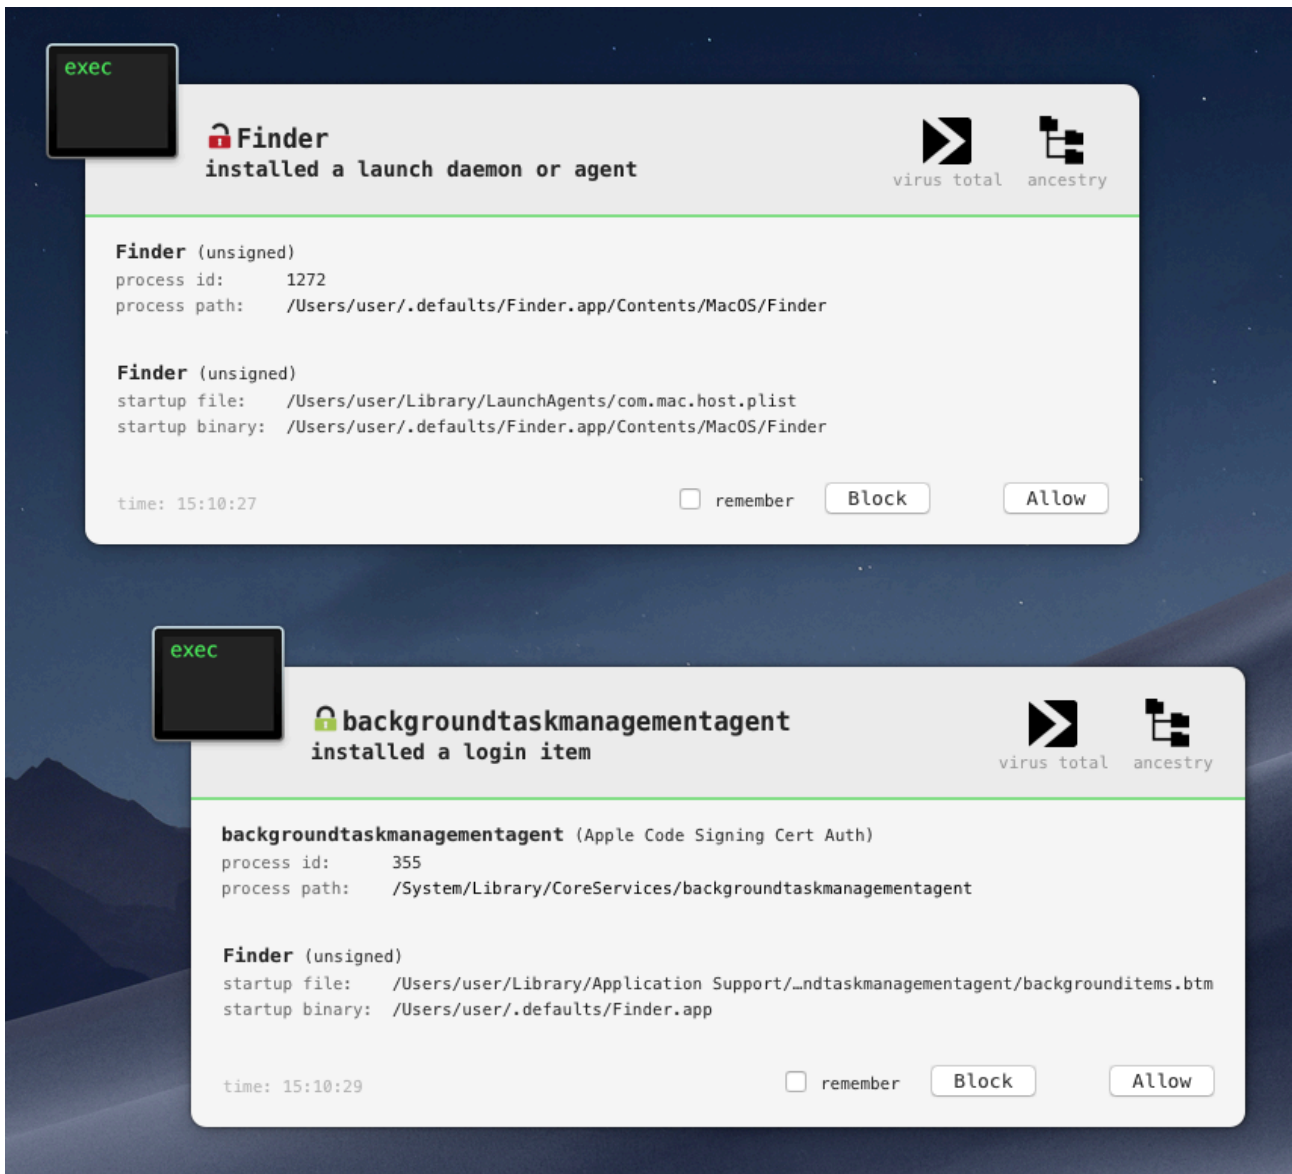 exec
Finder
installed a launch daemon or agent
virus total ancestry
Finder (unsigned)
process id: 1272
process path: /Users/user/.defaults/Finder.app/Contents/MacOS/Finder
Finder (unsigned)
startup file: /Users/user/Library/LaunchAgents/com.mac.host.plist
startup binary: /Users/user/.defaults/Finder.app/Contents/MacOS/Finder
time: 15:10:27 remember Block Allow
exec
backgroundtaskmanagementagent
installed a login item
virus total ancestry
backgroundtaskmanagementagent (Apple Code Signing Cert Auth)
process id: 355
process path: /System/Library/CoreServices/backgroundtaskmanagementagent
Finder (unsigned)
startup file: /Users/user/Library/Application Support/…ndtaskmanagementagent/backgrounditems.btm
startup binary: /Users/user/.defaults/Finder.app
time: 15:10:29 remember Block Allow